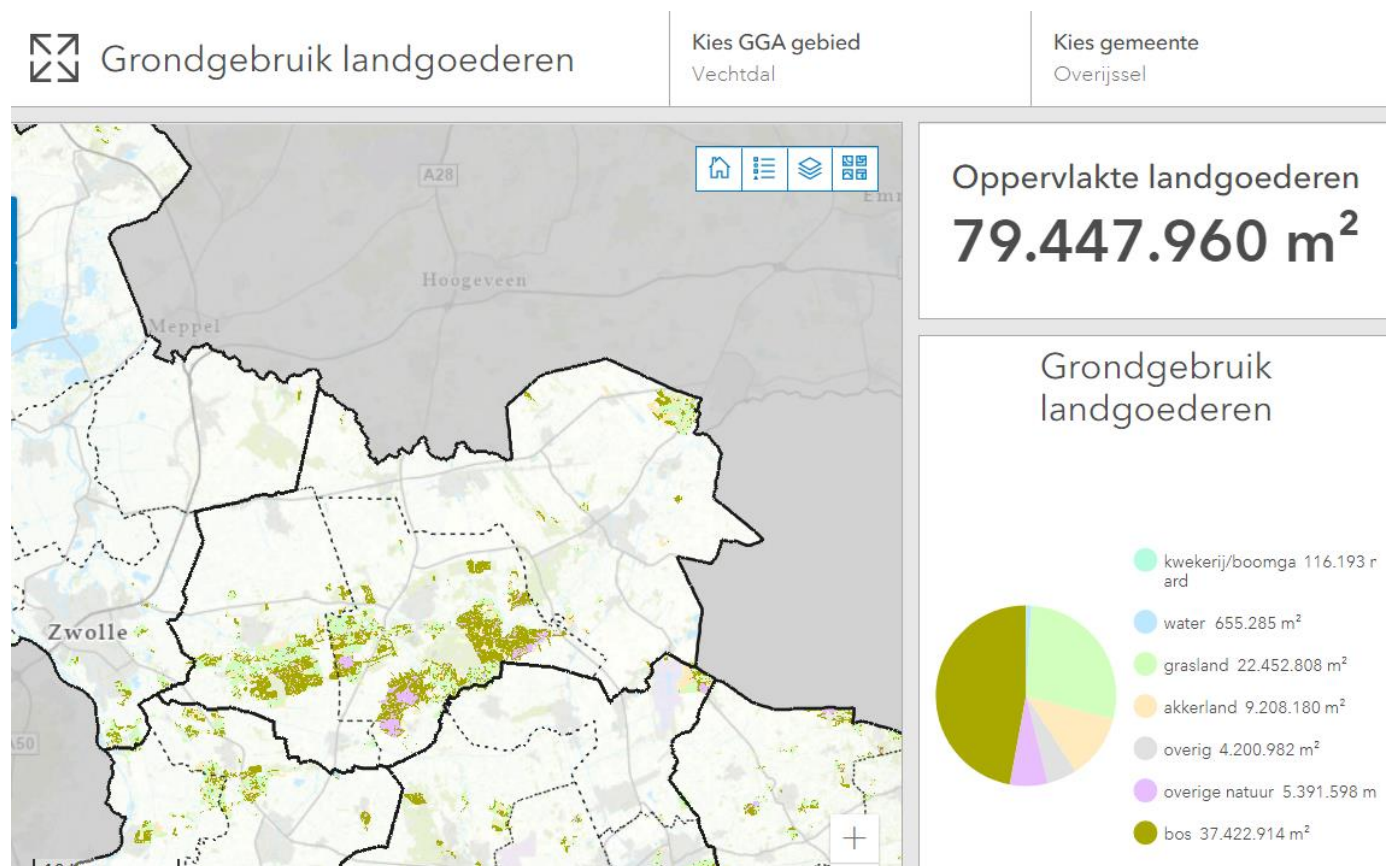 Grondgebruik landgoederen
Kies GGA gebied
Vechtdal
Kies gemeente
Overijssel
A28
Hoogeveen
Meppel
Zwolle
Oppervlakte landgoederen
79.447.960 m²
Grondgebruik
landgoederen
kwekerij/boomga 116.193
ard
water 655.285 m²
grasland 22.452.808 m²
akkerland 9.208.180 m²
overig 4.200.982 m²
overige natuur 5.391.598 m
bos 37.422.914 m²